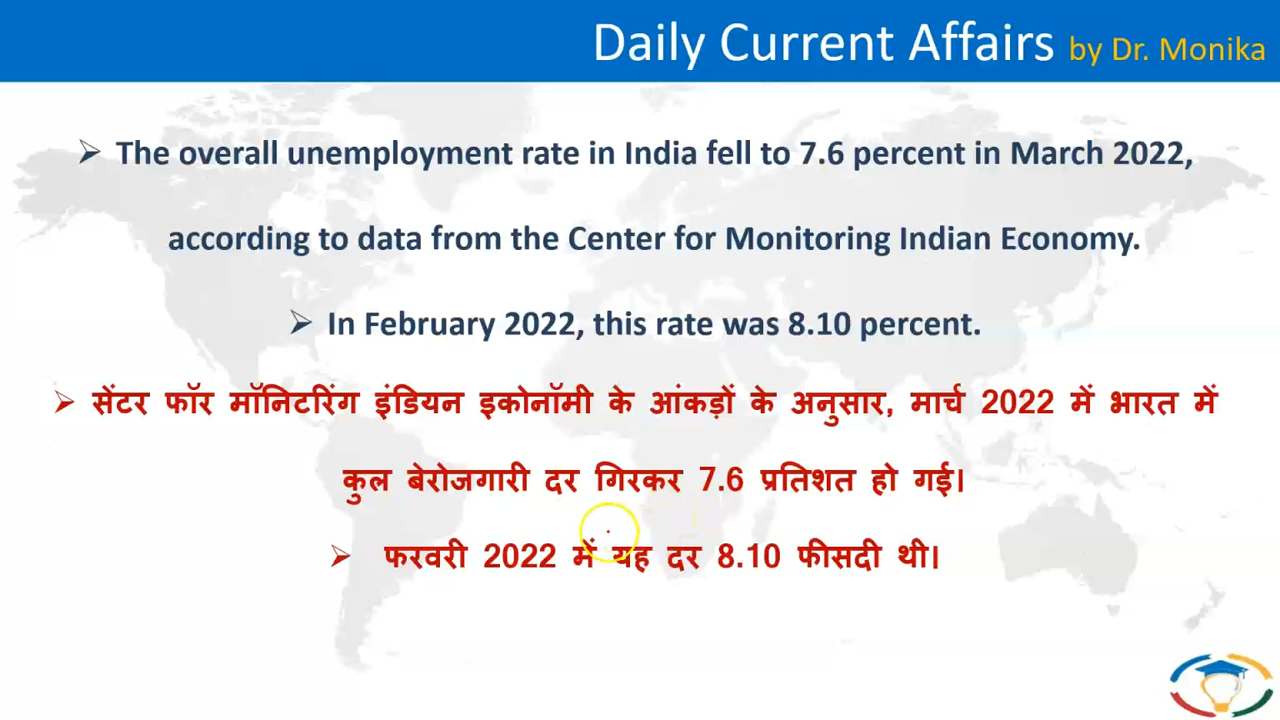 Daily Current Affairs by Dr. Monika
➢ The overall unemployment rate in India fell to 7.6 percent in March 2022,
according to data from the Center for Monitoring Indian Economy.
➢ In February 2022, this rate was 8.10 percent.
➢ सेंटर फॉर मॉनिटरिंग इंडियन इकोनॉमी के आंकड़ों के अनुसार, मार्च 2022 में भारत में
कुल बेरोजगारी दर गिरकर 7.6 प्रतिशत हो गई।
➢ फरवरी 2022 में यह दर 8.10 फीसदी थी।